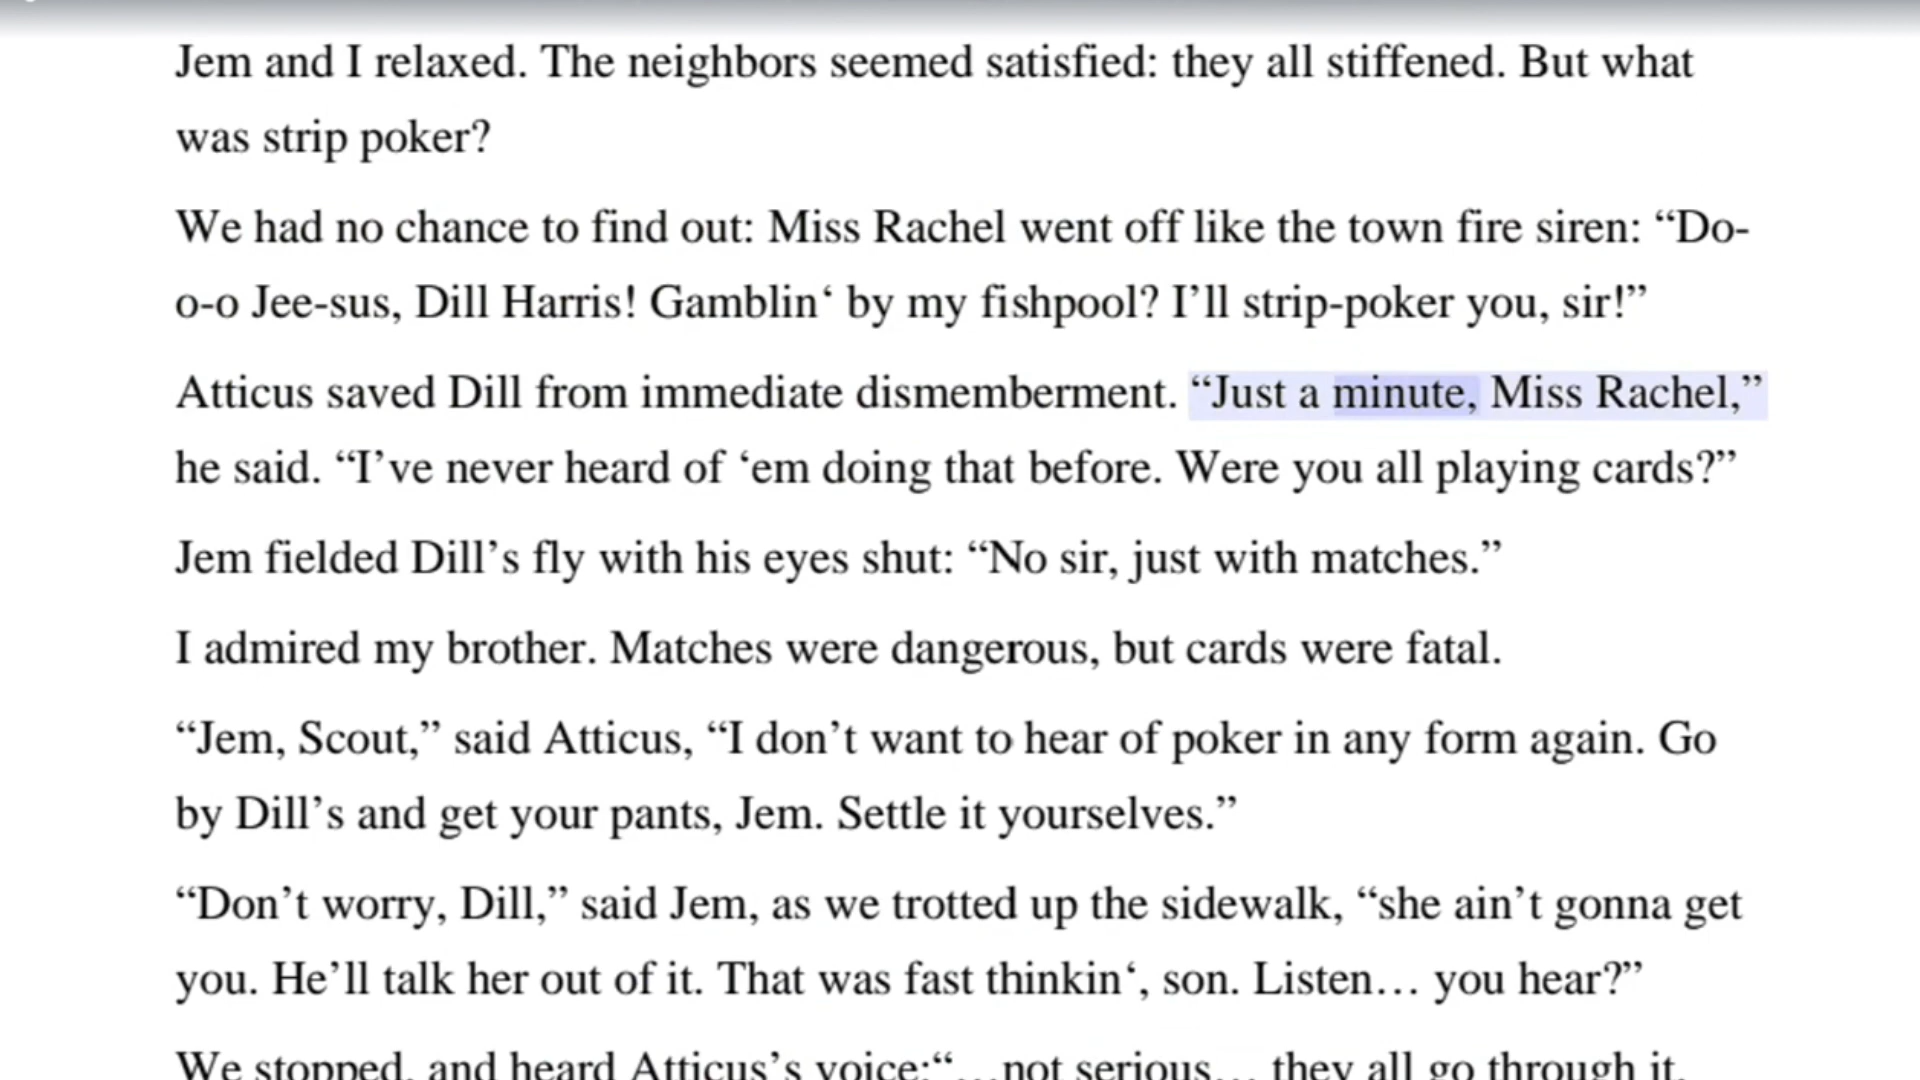 Jem and I relaxed. The neighbors seemed satisfied: they all stiffened. But what
was strip poker?
We had no chance to find out: Miss Rachel went off like the town fire siren: “Do-
o-o Jee-sus, Dill Harris! Gamblin‘ by my fishpool? I’ll strip-poker you, sir!”
Atticus saved Dill from immediate dismemberment. “Just a minute, Miss Rachel,”
he said. “I’ve never heard of ‘em doing that before. Were you all playing cards?”
Jem fielded Dill’s fly with his eyes shut: “No sir, just with matches.”
I admired my brother. Matches were dangerous, but cards were fatal.
“Jem, Scout,” said Atticus, “I don’t want to hear of poker in any form again. Go
by Dill’s and get your pants, Jem. Settle it yourselves.”
“Don’t worry, Dill,” said Jem, as we trotted up the sidewalk, “she ain’t gonna get
you. He’ll talk her out of it. That was fast thinkin‘, son. Listen… you hear?”
We stopped, and heard Atticus’s voice:“…not serious… they all go through it,